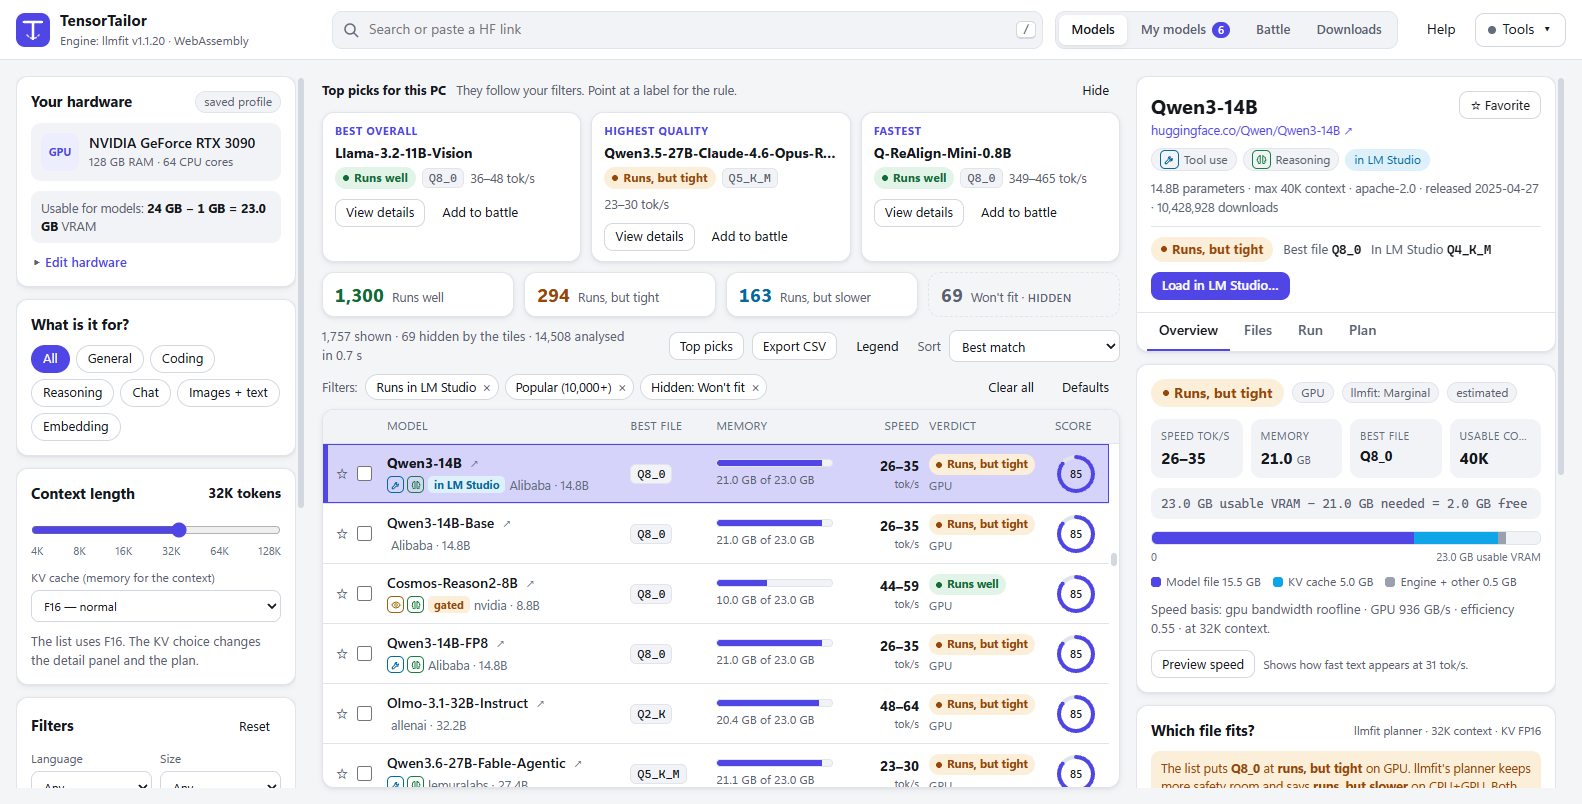 TensorTailor
Engine: llmfit v1.1.20 · WebAssembly
Search or paste a HF link
/
Models
My models 6
Battle
Downloads
Help
Tools ▾
Your hardware
saved profile
GPU
NVIDIA GeForce RTX 3090
128 GB RAM · 64 CPU cores
Usable for models: 24 GB − 1 GB = 23.0
GB VRAM
▸ Edit hardware
What is it for?
All
General
Coding
Reasoning
Chat
Images + text
Embedding
Context length
32K tokens
4K 8K 16K 32K 64K 128K
KV cache (memory for the context)
F16 — normal
The list uses F16. The KV choice changes
the detail panel and the plan.
Filters
Reset
Language
Size
Any
Any
Top picks for this PC They follow your filters. Point at a label for the rule.
Hide
BEST OVERALL
Llama-3.2-11B-Vision
Runs well Q8_0 36–48 tok/s
View details Add to battle
HIGHEST QUALITY
Qwen3.5-27B-Claude-4.6-Opus-R...
Runs, but tight Q5_K_M
23–30 tok/s
View details Add to battle
FASTEST
Q-ReAlign-Mini-0.8B
Runs well Q8_0 349–465 tok/s
View details Add to battle
1,300 Runs well
294 Runs, but tight
163 Runs, but slower
69 Won't fit · HIDDEN
1,757 shown · 69 hidden by the tiles · 14,508 analysed
in 0.7 s
Top picks
Export CSV
Legend
Sort
Best match
Filters:
Runs in LM Studio ×
Popular (10,000+) ×
Hidden: Won't fit ×
Clear all
Defaults
MODEL BEST FILE MEMORY SPEED VERDICT SCORE
Qwen3-14B ↗
in LM Studio Alibaba · 14.8B
Q8_0
21.0 GB of 23.0 GB
26–35
tok/s
Runs, but tight
GPU
85
Qwen3-14B-Base ↗
Alibaba · 14.8B
Q8_0
21.0 GB of 23.0 GB
26–35
tok/s
Runs, but tight
GPU
85
Cosmos-Reason2-8B ↗
gated nvidia · 8.8B
Q8_0
10.0 GB of 23.0 GB
44–59
tok/s
Runs well
GPU
85
Qwen3-14B-FP8 ↗
Alibaba · 14.8B
Q8_0
21.0 GB of 23.0 GB
26–35
tok/s
Runs, but tight
GPU
85
Olmo-3.1-32B-Instruct ↗
allenai · 32.2B
Q2_K
20.4 GB of 23.0 GB
48–64
tok/s
Runs, but tight
GPU
85
Qwen3.6-27B-Fable-Agentic ↗
lemuralabs · 27.4B
Q5_K_M
21.1 GB of 23.0 GB
23–30
tok/s
Runs, but tight
GPU
85
Qwen3-14B
☆ Favorite
huggingface.co/Qwen/Qwen3-14B ↗
Tool use
Reasoning
in LM Studio
14.8B parameters · max 40K context · apache-2.0 · released 2025-04-27
· 10,428,928 downloads
Runs, but tight Best file Q8_0 In LM Studio Q4_K_M
Load in LM Studio...
Overview
Files
Run
Plan
Runs, but tight
GPU
llmfit: Marginal
estimated
SPEED TOK/S
26–35
MEMORY
21.0 GB
BEST FILE
Q8_0
USABLE CO...
40K
23.0 GB usable VRAM − 21.0 GB needed = 2.0 GB free
0
23.0 GB usable VRAM
Model file 15.5 GB
KV cache 5.0 GB
Engine + other 0.5 GB
Speed basis: gpu bandwidth roofline · GPU 936 GB/s · efficiency
0.55 · at 32K context.
Preview speed
Shows how fast text appears at 31 tok/s.
Which file fits?
llmfit planner · 32K context · KV FP16
The list puts Q8_0 at runs, but tight on GPU. llmfit's planner keeps
more safety room and says runs, but slower on CPU+GPU. Both